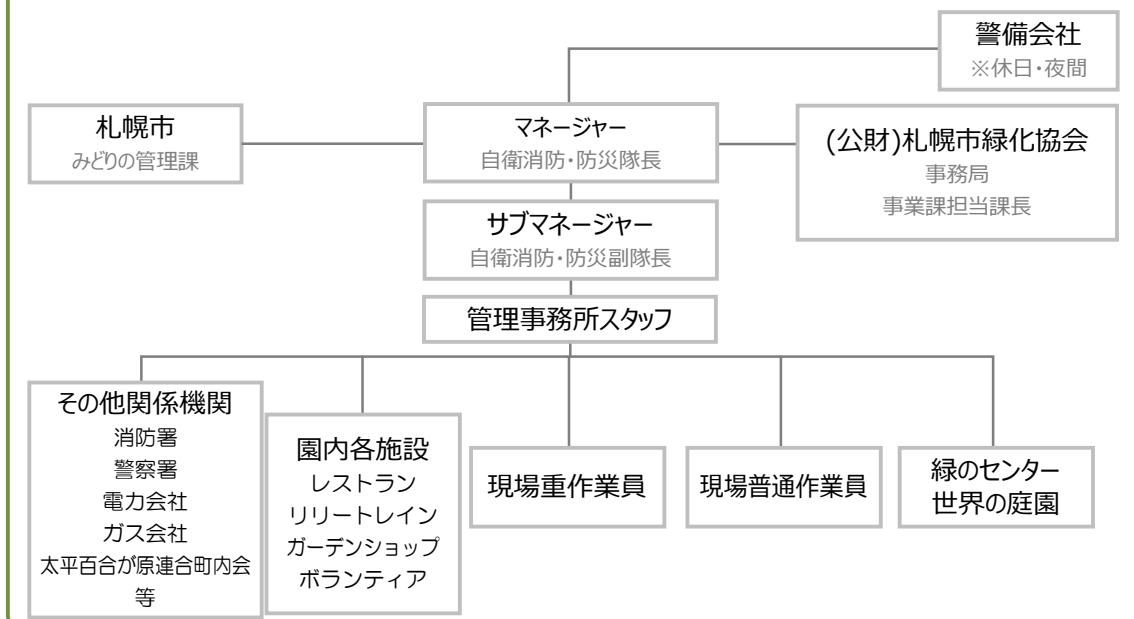 警備会社
※休日・夜間
札幌市
みどりの管理課
マネージャー
自衛消防・防災隊長
(公財)札幌市緑化協会
事務局
事業課担当課長
サブマネージャー
自衛消防・防災副隊長
管理事務所スタッフ
その他関係機関
消防署
警察署
電力会社
ガス会社
太平百合が原連合町内会
等
園内各施設
レストラン
リリートレイン
ガーデンショップ
ボランティア
現場重作業員
現場普通作業員
緑のセンター
世界の庭園